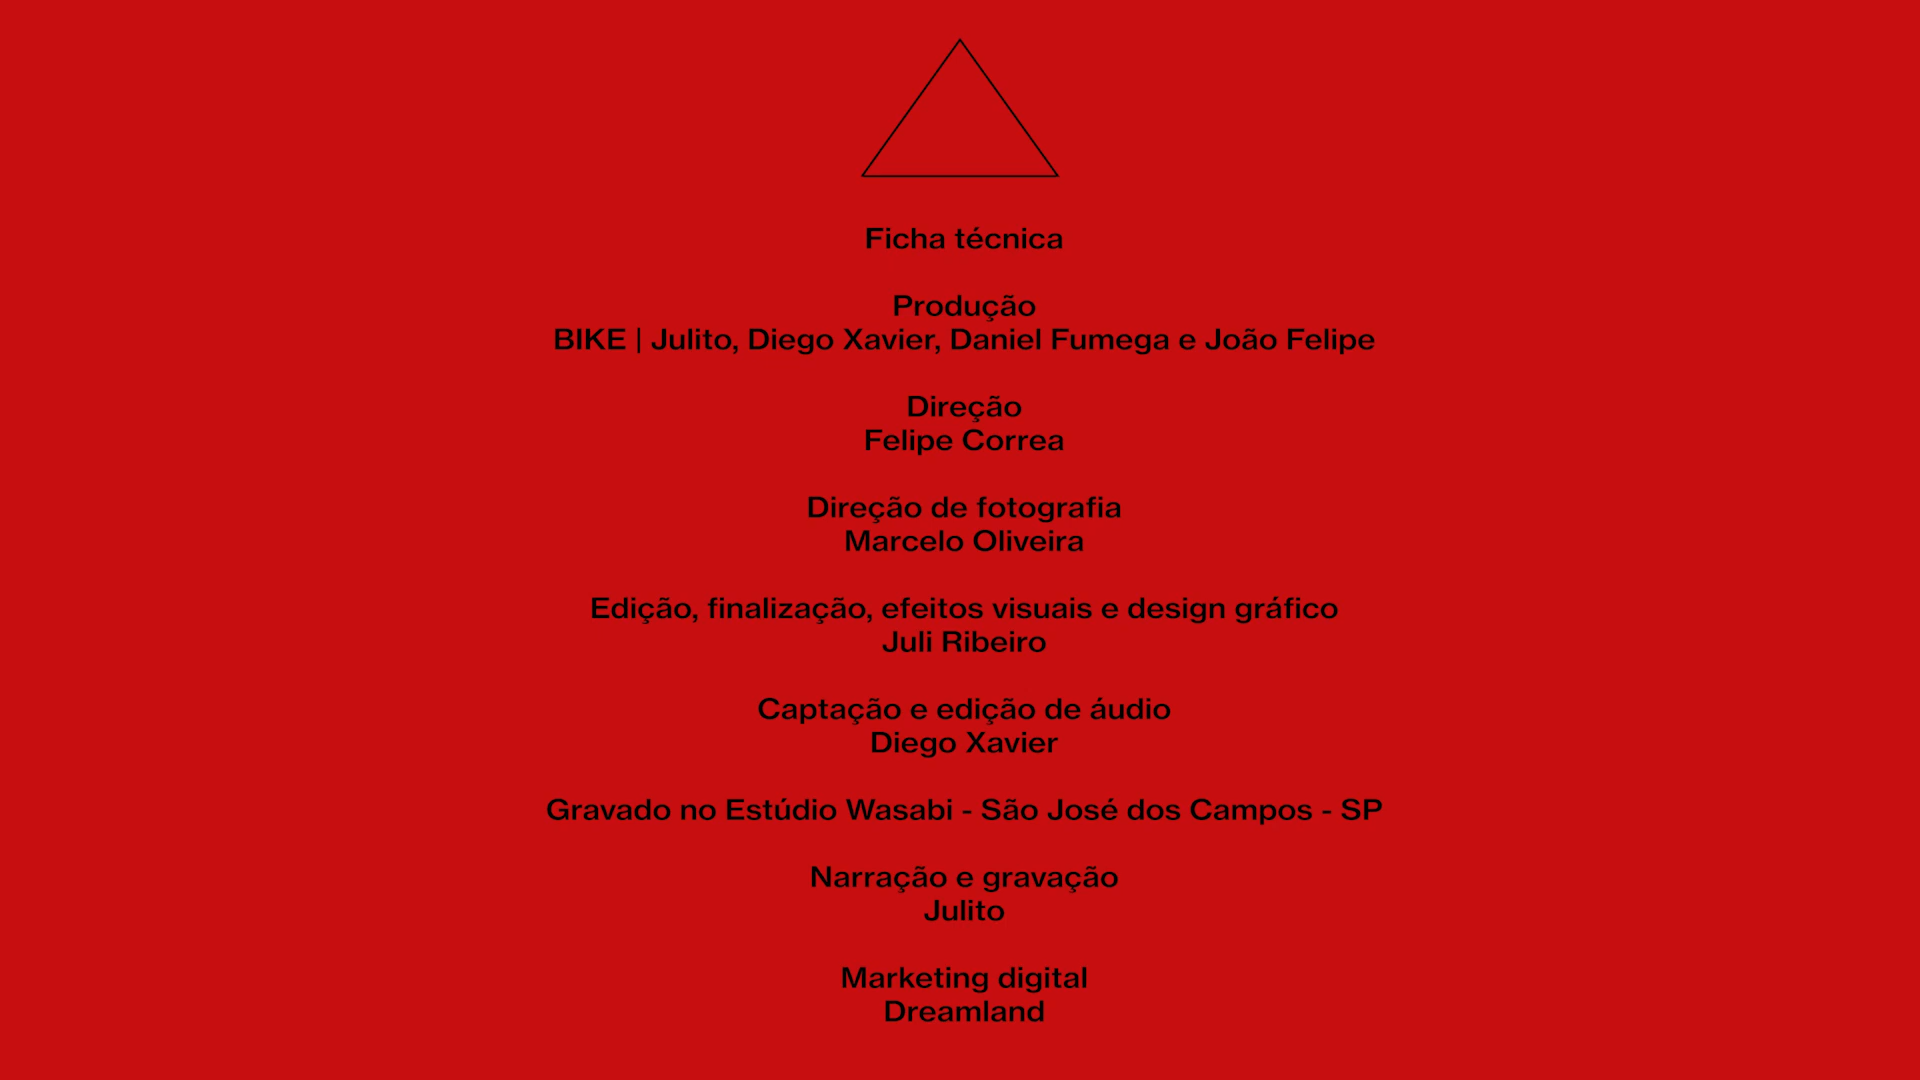 Ficha técnica
Produção
BIKE | Julito, Diego Xavier, Daniel Fumega e João Felipe
Direção
Felipe Correa
Direção de fotografia
Marcelo Oliveira
Edição, finalização, efeitos visuais e design gráfico
Juli Ribeiro
Captação e edição de áudio
Diego Xavier
Gravado no Estúdio Wasabi - São José dos Campos - SP
Narração e gravação
Julito
Marketing digital
Dreamland